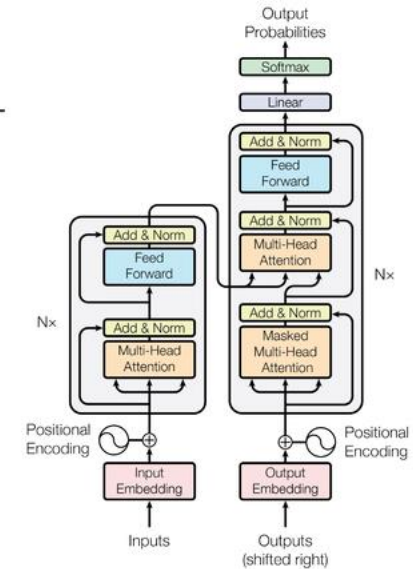 Output
Probabilities
Softmax
Linear
Add & Norm
Feed
Forward
Add & Norm
Multi-Head
Attention
Add & Norm
Masked
Multi-Head
Attention
Nx
Add & Norm
Feed
Forward
Add & Norm
Multi-Head
Attention
Nx
Positional
Encoding
Positional
Encoding
Input
Embedding
Output
Embedding
Inputs
Outputs
(shifted right)